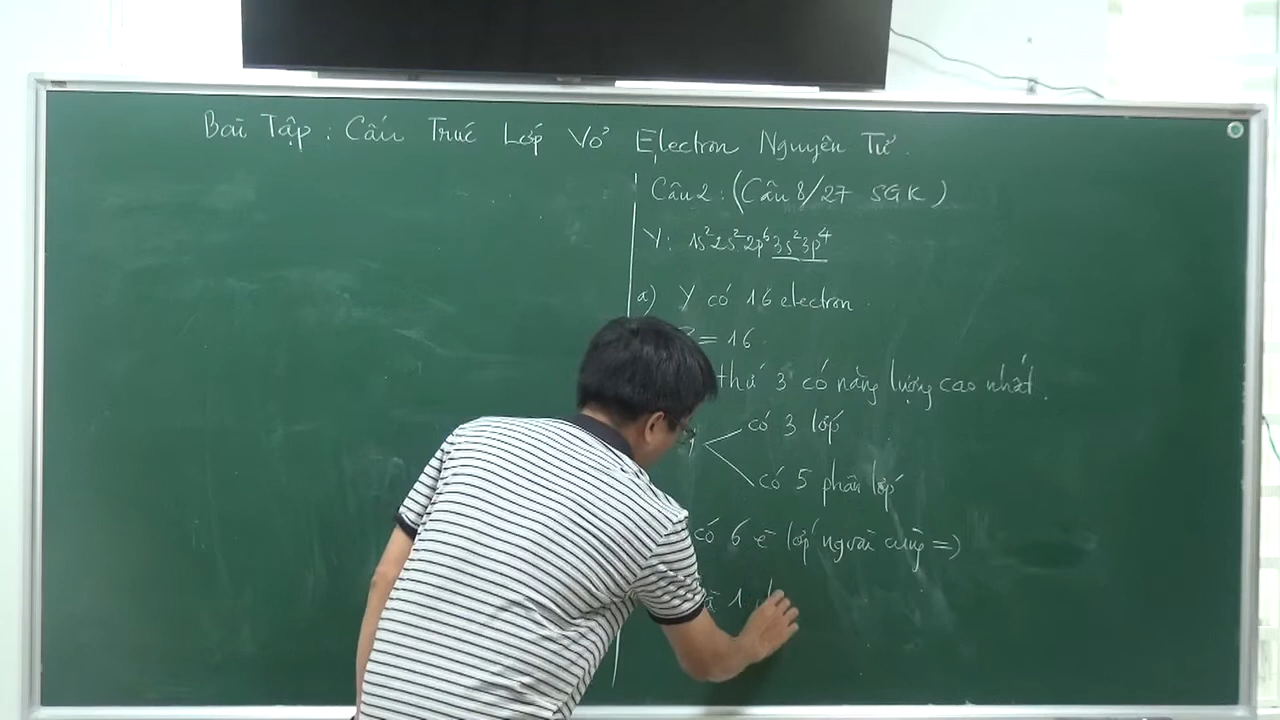 Bài Tập : Cấu Trúc Lớp Vỏ Electron Nguyên Tử.
Câu 2 : (Câu 8/27 SGK)
Y : 1s²2s²2p⁶3s²3p⁴
a) Y có 16 electron.
= 16.
thứ 3 có năng lượng cao nhất.
có 3 lớp
có 5 phân lớp
có 6 e lớp ngoài cùng =)
1